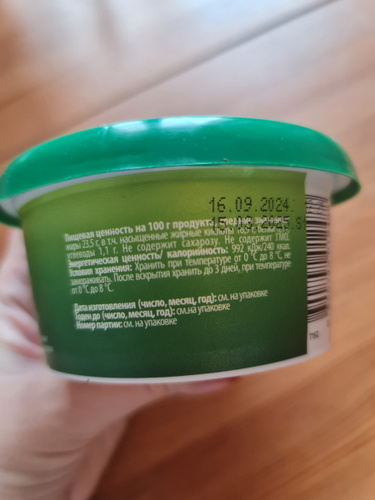 16.09.2024
Пищевая ценность на 100 г продукта
жиры 23,5 г, в т.ч. насыщенные жирные кислоты
углеводы 1,1 г. Не содержит сахарозу. Не содержит ГМО.
Энергетическая ценность/ калорийность: 992 кДж/240 ккал.
Условия хранения: Хранить при температуре от 0 °C до 8 °C, не
замораживать. После вскрытия хранить до 3 дней, при температуре
от 0 °C до 8 °C.
Дата изготовления (число, месяц, год): см. на упаковке
Годен до (число, месяц, год): см.на упаковке
Номер партии: см. на упаковке